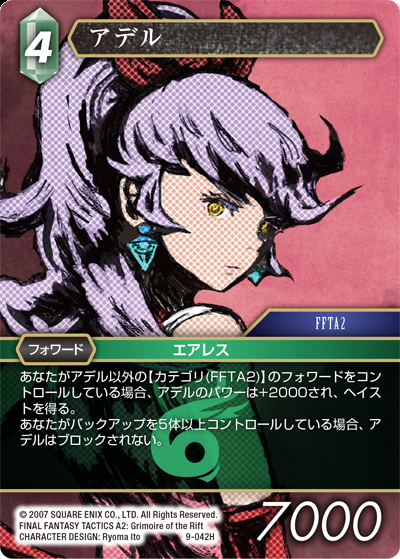 4
アデル
FFTA2
フォワード
エアレス
あなたがアデル以外の【カテゴリ(FFTA2)】のフォワードをコン
トロールしている場合、アデルのパワーは+2000され、ヘイス
トを得る。
あなたがバックアップを5体以上コントロールしている場合、ア
デルはブロックされない。
© 2007 SQUARE ENIX CO., LTD. All Rights Reserved.
FINAL FANTASY TACTICS A2: Grimoire of the Rift
CHARACTER DESIGN: Ryoma Ito
9-042H
7000